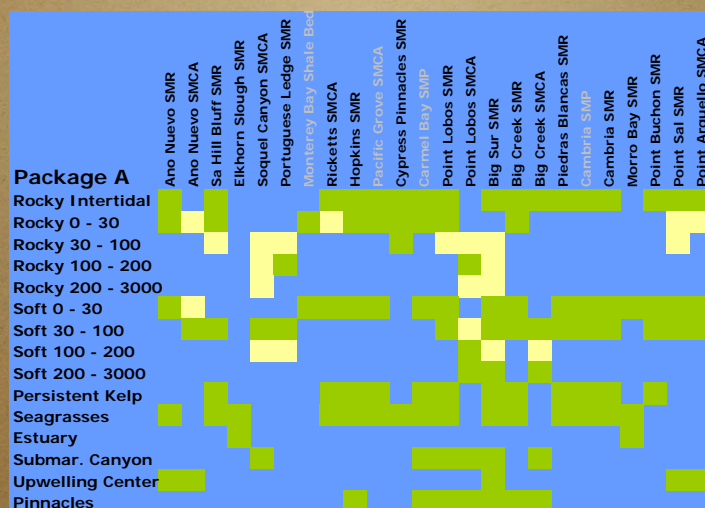 Ano Nuevo SMR
Ano Nuevo SMCA
Sa Hill Bluff SMR
Elkhorn Slough SMR
Soquel Canyon SMCA
Portuguese Ledge SMR
Monterey Bay Shale Bed
Ricketts SMCA
Hopkins SMR
Pacific Grove SMCA
Cypress Pinnacles SMR
Carmel Bay SMP
Point Lobos SMR
Point Lobos SMCA
Big Sur SMR
Big Creek SMR
Big Creek SMCA
Piedras Blancas SMR
Cambria SMP
Cambria SMR
Morro Bay SMR
Point Buchon SMR
Point Sal SMR
Point Arguello SMCA
Package A
Rocky Intertidal
Rocky 0 - 30
Rocky 30 - 100
Rocky 100 - 200
Rocky 200 - 3000
Soft 0 - 30
Soft 30 - 100
Soft 100 - 200
Soft 200 - 3000
Persistent Kelp
Seagrasses
Estuary
Submar. Canyon
Upwelling Center
Pinnacles